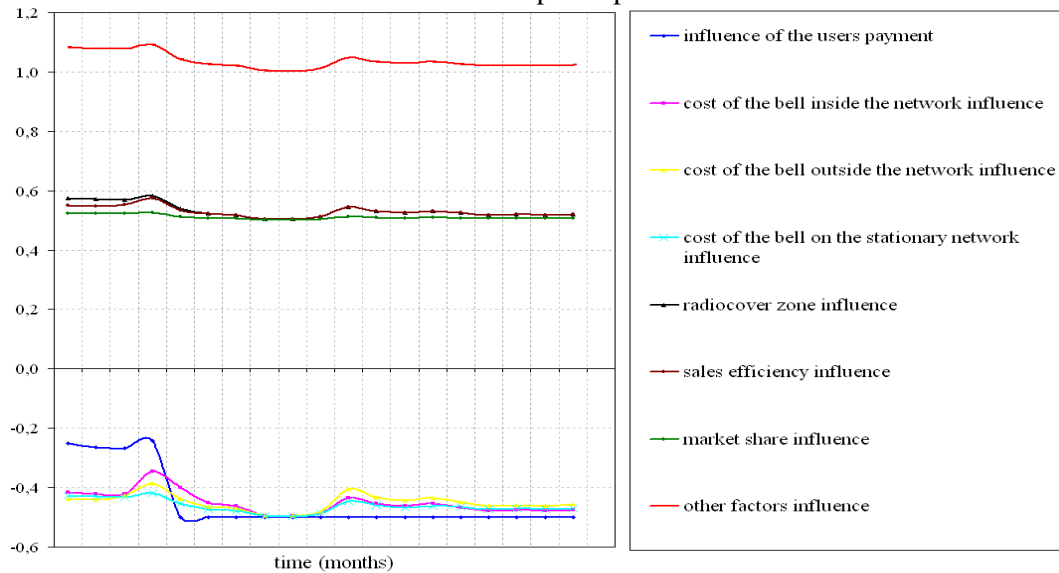 1,2
1,0
0,8
0,6
0,4
0,2
0,0
-0,2
-0,4
-0,6
time (months)
influence of the users payment
cost of the bell inside the network influence
cost of the bell outside the network influence
cost of the bell on the stationary network
influence
radiocover zone influence
sales efficiency influence
market share influence
other factors influence